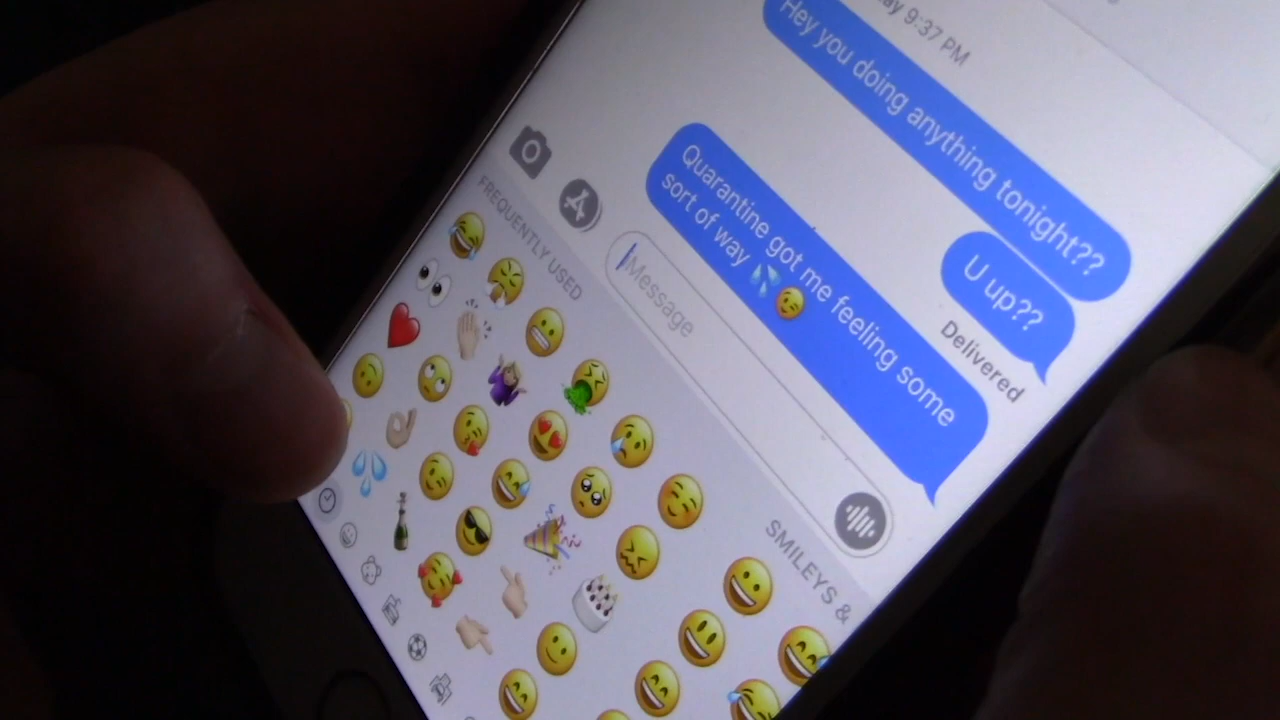 9:37 PM
Hey you doing anything tonight??
U up??
Delivered
Quarantine got me feeling some
sort of way 💦😉
Message
FREQUENTLY USED
SMILEYS &